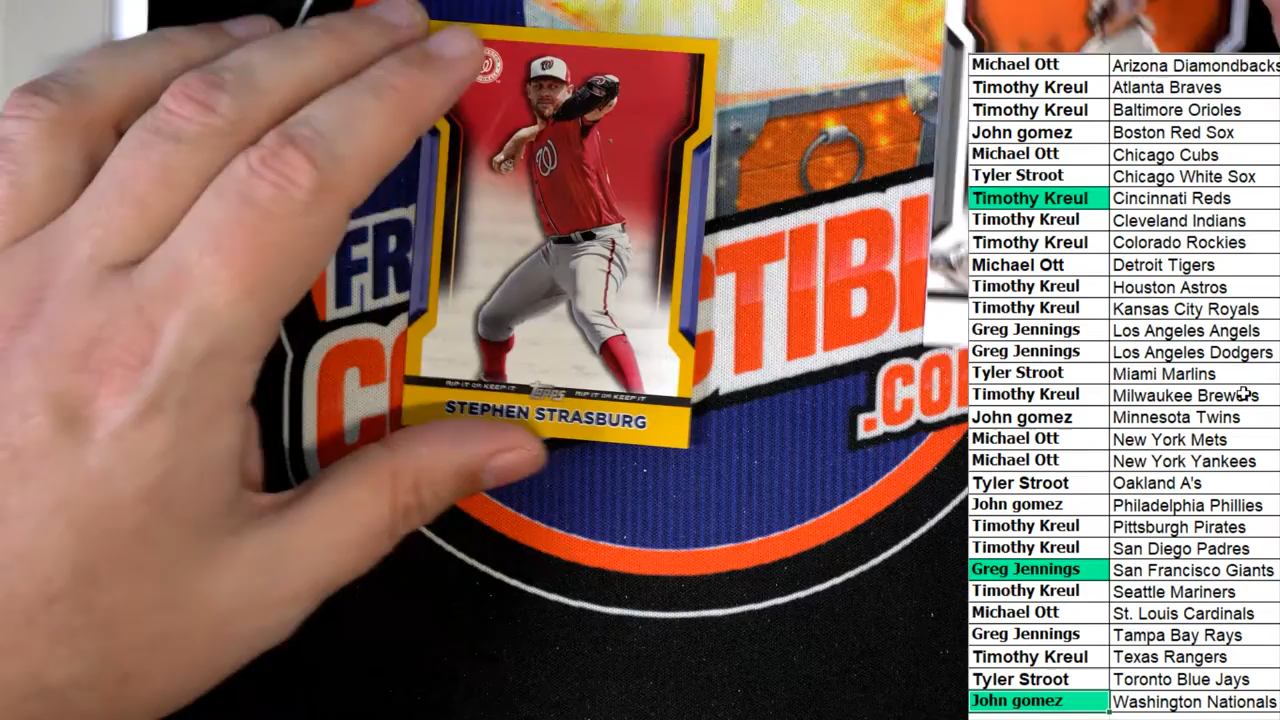 FR
CTIBL
CO
.CO
W
RIP IT OR KEEP IT TOPPS RIP IT OR KEEP IT
STEPHEN STRASBURG
Michael Ott Arizona Diamondbacks
Timothy Kreul Atlanta Braves
Timothy Kreul Baltimore Orioles
John gomez Boston Red Sox
Michael Ott Chicago Cubs
Tyler Stroot Chicago White Sox
Timothy Kreul Cincinnati Reds
Timothy Kreul Cleveland Indians
Timothy Kreul Colorado Rockies
Michael Ott Detroit Tigers
Timothy Kreul Houston Astros
Timothy Kreul Kansas City Royals
Greg Jennings Los Angeles Angels
Greg Jennings Los Angeles Dodgers
Tyler Stroot Miami Marlins
Timothy Kreul Milwaukee Brewers
John gomez Minnesota Twins
Michael Ott New York Mets
Michael Ott New York Yankees
Tyler Stroot Oakland A's
John gomez Philadelphia Phillies
Timothy Kreul Pittsburgh Pirates
Timothy Kreul San Diego Padres
Greg Jennings San Francisco Giants
Timothy Kreul Seattle Mariners
Michael Ott St. Louis Cardinals
Greg Jennings Tampa Bay Rays
Timothy Kreul Texas Rangers
Tyler Stroot Toronto Blue Jays
John gomez Washington Nationals